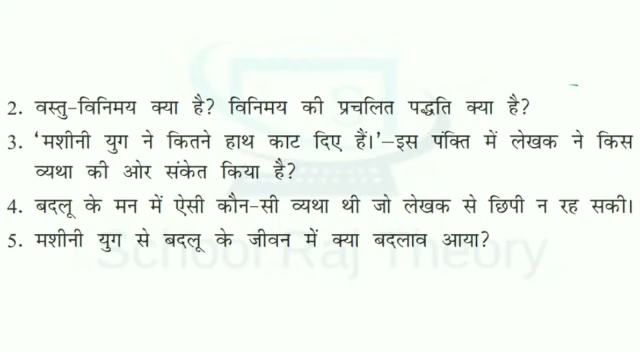 2. वस्तु-विनिमय क्या है? विनिमय की प्रचलित पद्धति क्या है?
3. ‘मशीनी युग ने कितने हाथ काट दिए हैं।’–इस पंक्ति में लेखक ने किस
व्यथा की ओर संकेत किया है?
4. बदलू के मन में ऐसी कौन-सी व्यथा थी जो लेखक से छिपी न रह सकी।
5. मशीनी युग से बदलू के जीवन में क्या बदलाव आया?
School Raj Theory